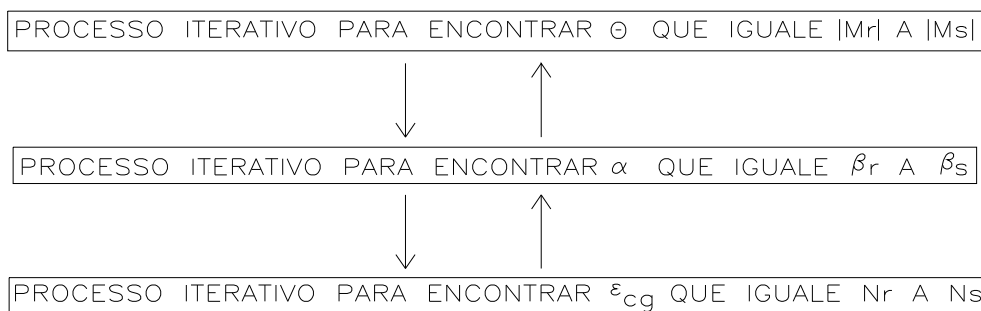 PROCESSO ITERATIVO PARA ENCONTRAR Θ QUE IGUALE |Mr| A |Ms|
PROCESSO ITERATIVO PARA ENCONTRAR α QUE IGUALE βr A βs
PROCESSO ITERATIVO PARA ENCONTRAR εcg QUE IGUALE Nr A Ns